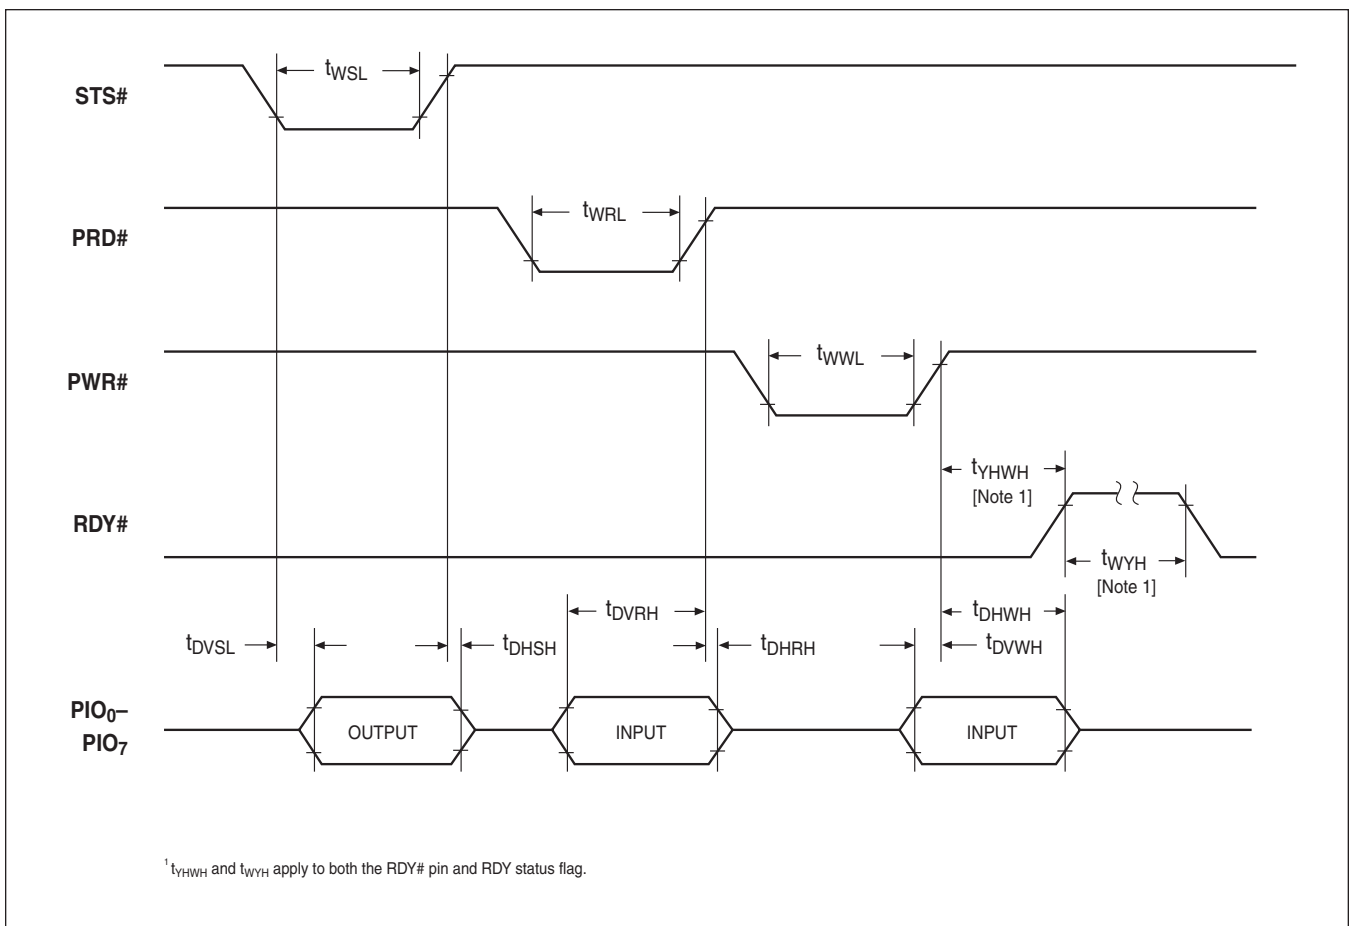 STS#
tWSL
PRD#
tWRL
PWR#
tWWL
tYHWH
[Note 1]
RDY#
tWYH
[Note 1]
tDVRH
tDHWH
tDVSL
tDHSH
tDHRH
tDVWH
PIO0–
PIO7
OUTPUT
INPUT
INPUT
1 tYHWH and tWYH apply to both the RDY# pin and RDY status flag.